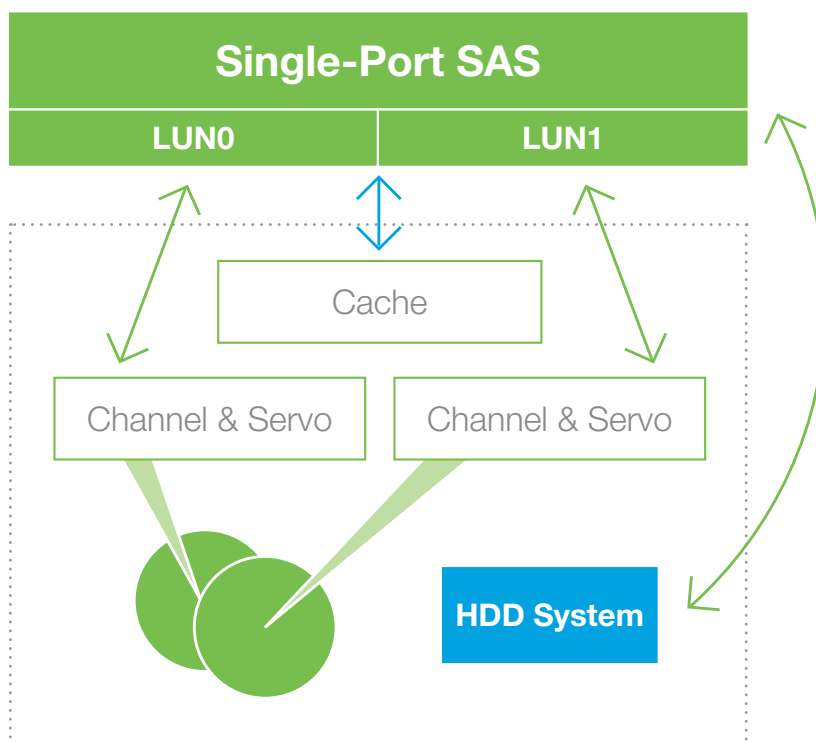 Single-Port SAS
LUN0
LUN1
Cache
Channel & Servo
Channel & Servo
HDD System